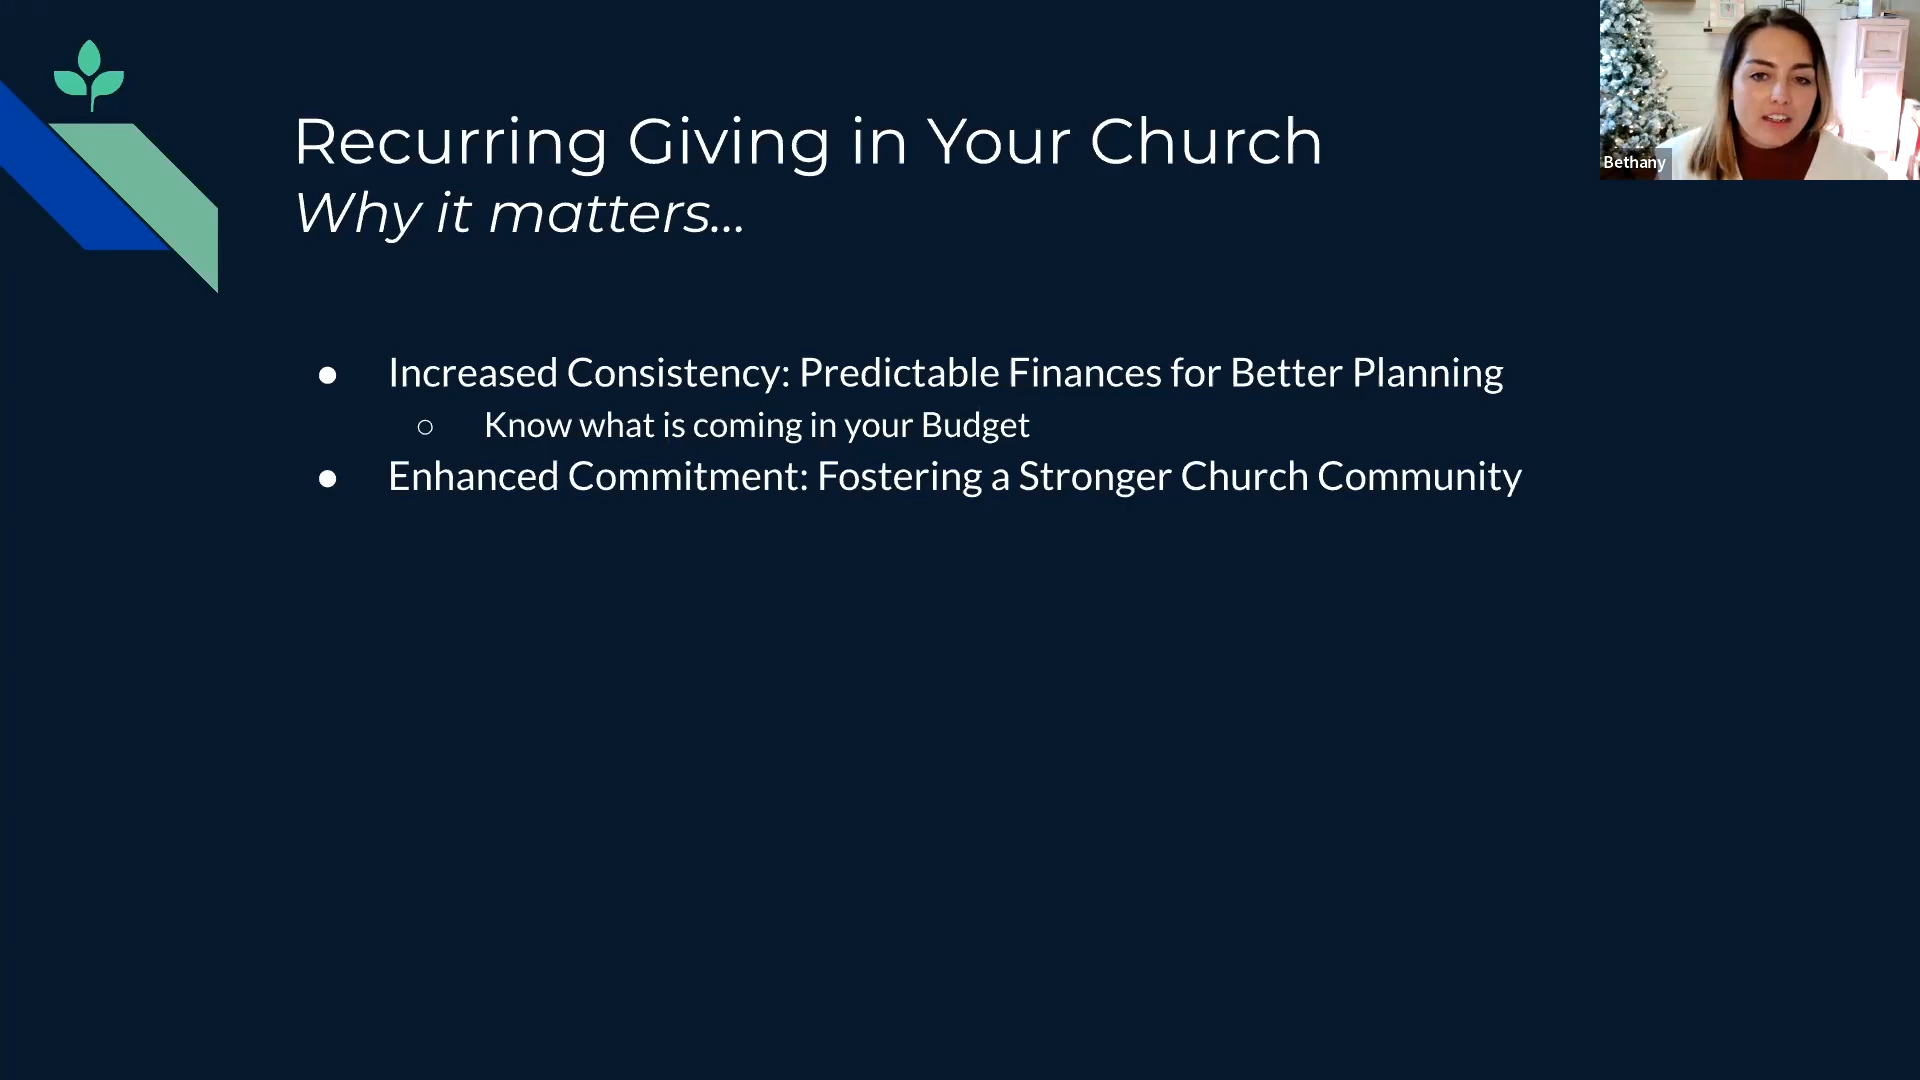 Recurring Giving in Your Church
Why it matters...
● Increased Consistency: Predictable Finances for Better Planning
○ Know what is coming in your Budget
● Enhanced Commitment: Fostering a Stronger Church Community
Bethany